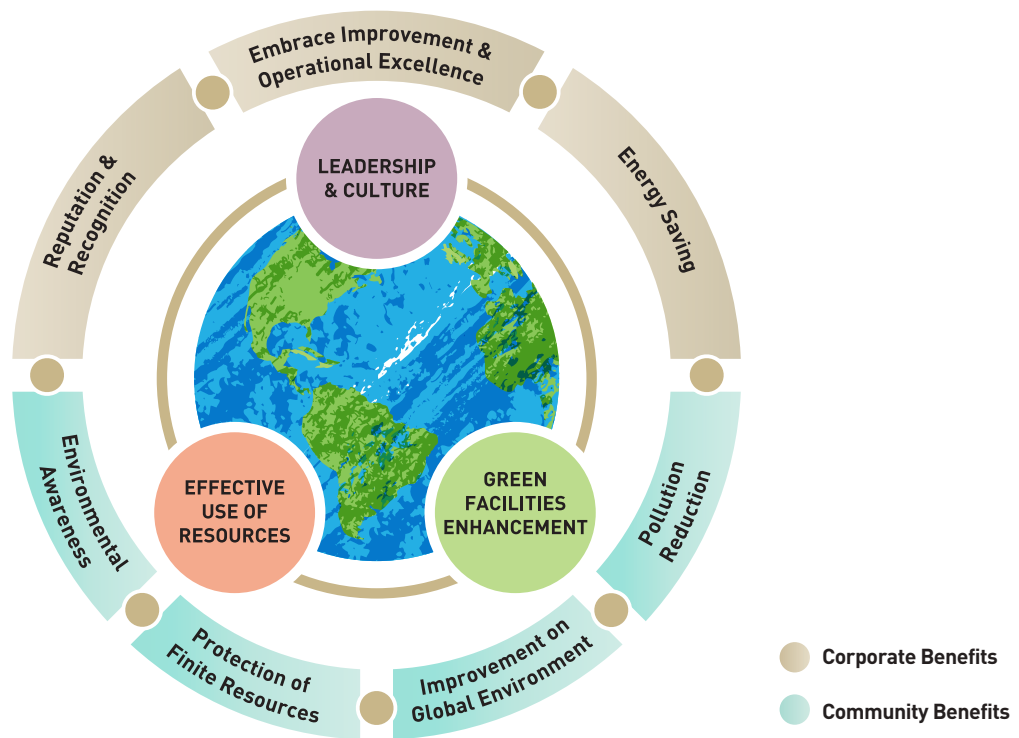 Embrace Improvement &
Operational Excellence
Reputation &
Recognition
Energy Saving
LEADERSHIP
& CULTURE
EFFECTIVE
USE OF
RESOURCES
GREEN
FACILITIES
ENHANCEMENT
Environmental
Awareness
Pollution
Reduction
Protection of
Finite Resources
Improvement on
Global Environment
Corporate Benefits
Community Benefits